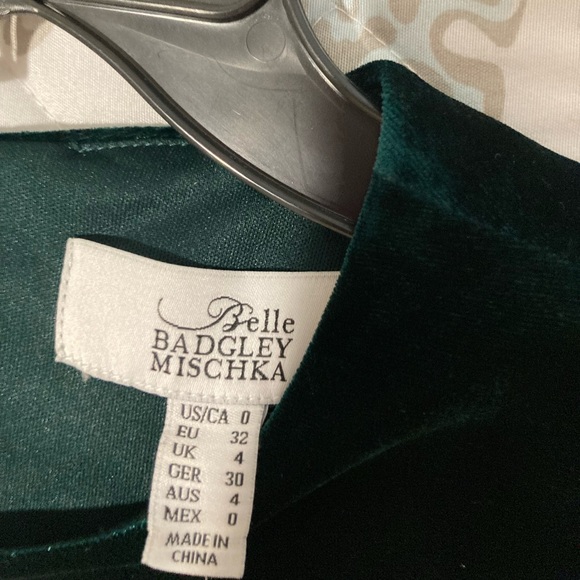 Belle
BADGLEY
MISCHKA
US/CA 0
EU 32
UK 4
GER 30
AUS 4
MEX 0
MADE IN
CHINA